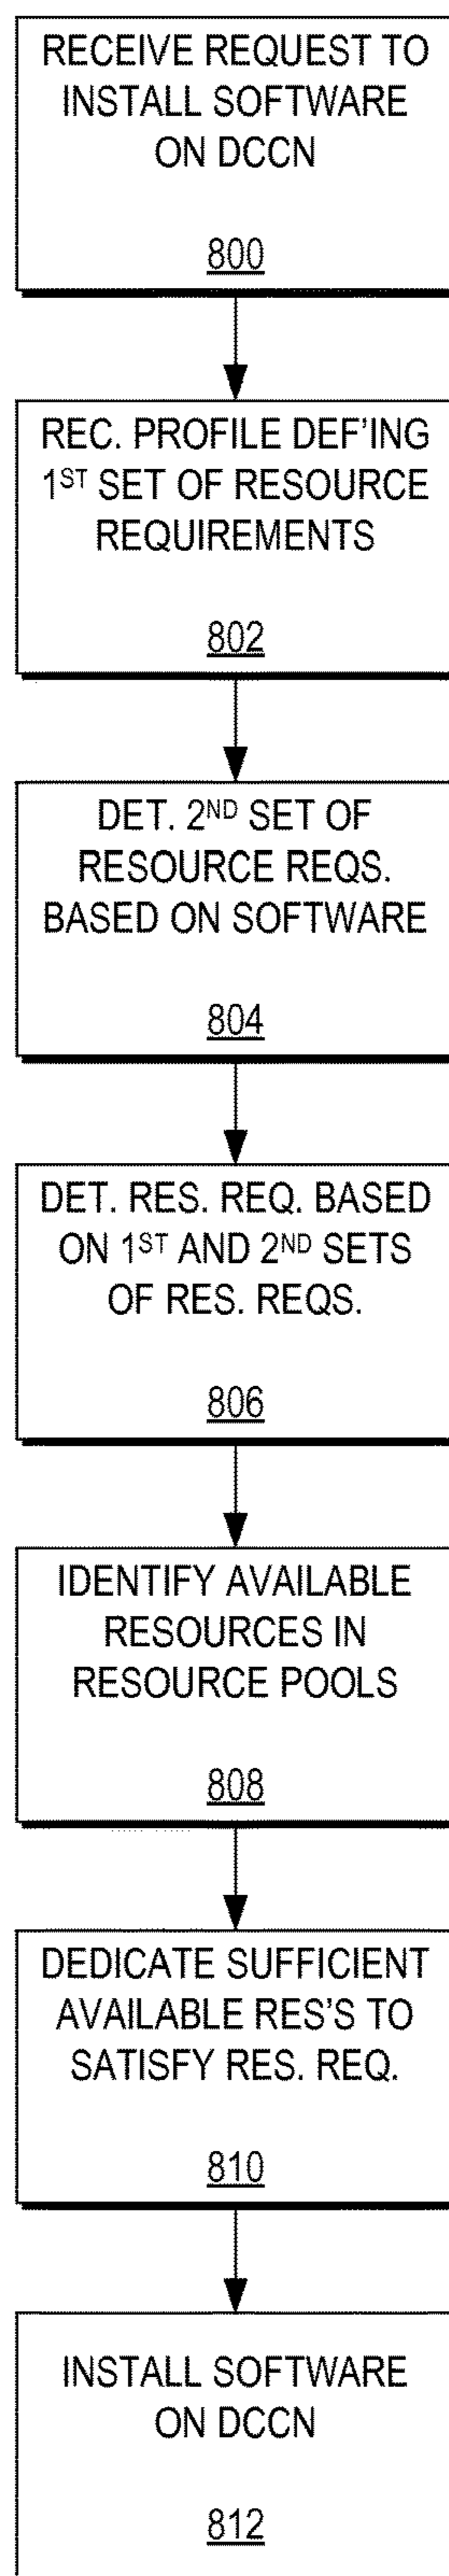 RECEIVE REQUEST TO
INSTALL SOFTWARE
ON DCCN
800
REC. PROFILE DEF'ING
1ST SET OF RESOURCE
REQUIREMENTS
802
DET. 2ND SET OF
RESOURCE REQS.
BASED ON SOFTWARE
804
DET. RES. REQ. BASED
ON 1ST AND 2ND SETS
OF RES. REQS.
806
IDENTIFY AVAILABLE
RESOURCES IN
RESOURCE POOLS
808
DEDICATE SUFFICIENT
AVAILABLE RES'S TO
SATISFY RES. REQ.
810
INSTALL SOFTWARE
ON DCCN
812